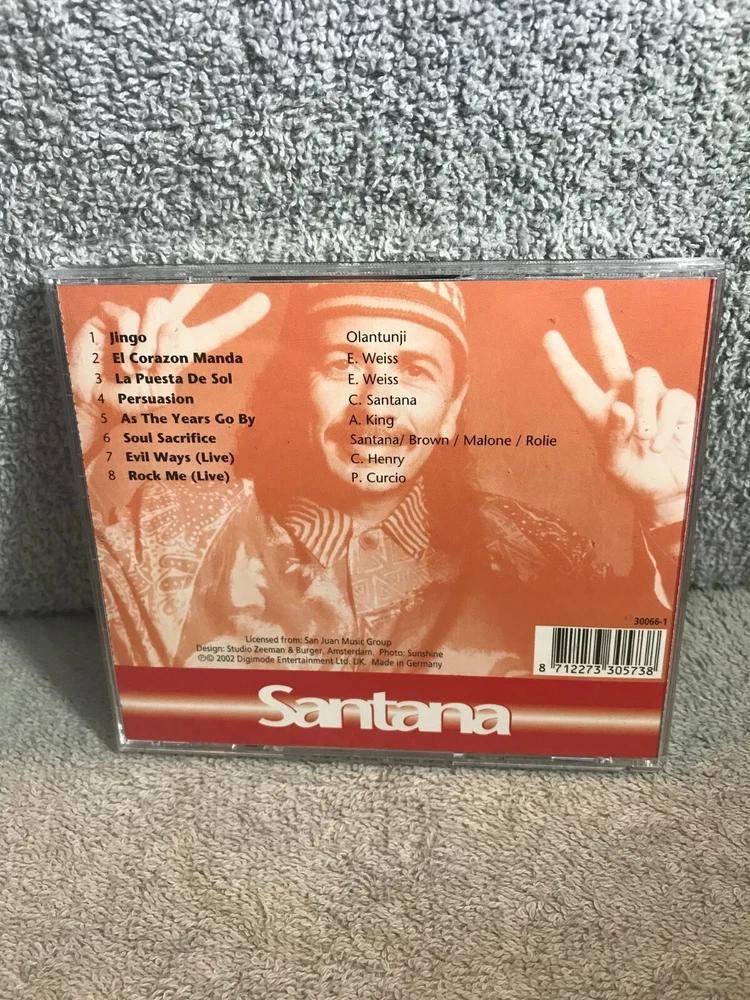 1 Jingo Olantunji
2 El Corazon Manda E. Weiss
3 La Puesta De Sol E. Weiss
4 Persuasion C. Santana
5 As The Years Go By A. King
6 Soul Sacrifice Santana/ Brown / Malone / Rolie
7 Evil Ways (Live) C. Henry
8 Rock Me (Live) P. Curcio
30066-1
Licensed from: San Juan Music Group
Design: Studio Zeeman & Burger, Amsterdam. Photo: Sunshine
℗© 2002 Digimode Entertainment Ltd. UK. Made in Germany
8 712273 305738
Santana